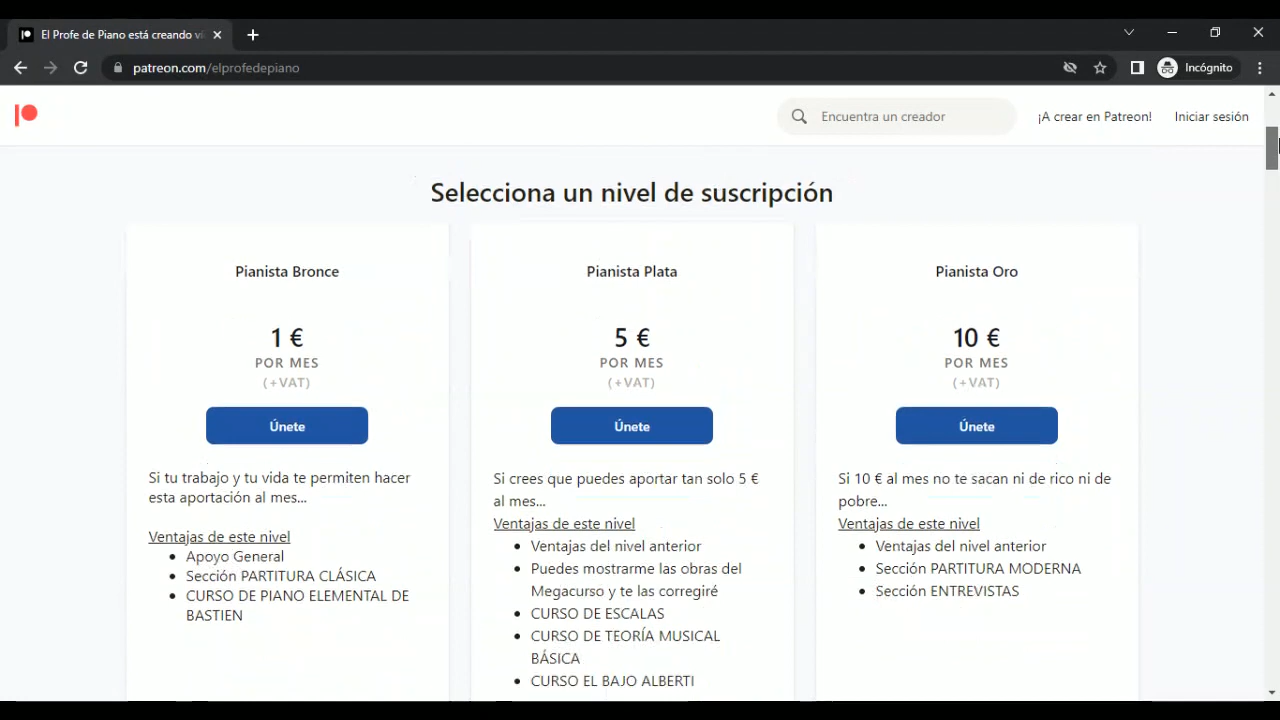 El Profe de Piano está creando ví
patreon.com/elprofedepiano
Incógnito
Encuentra un creador
¡A crear en Patreon!
Iniciar sesión
Selecciona un nivel de suscripción
Pianista Bronce
1 €
POR MES
(+VAT)
Únete
Si tu trabajo y tu vida te permiten hacer
esta aportación al mes...
Ventajas de este nivel
Apoyo General
Sección PARTITURA CLÁSICA
CURSO DE PIANO ELEMENTAL DE
BASTIEN
Pianista Plata
5 €
POR MES
(+VAT)
Únete
Si crees que puedes aportar tan solo 5 €
al mes...
Ventajas de este nivel
Ventajas del nivel anterior
Puedes mostrarme las obras del
Megacurso y te las corregiré
CURSO DE ESCALAS
CURSO DE TEORÍA MUSICAL
BÁSICA
CURSO EL BAJO ALBERTI
Pianista Oro
10 €
POR MES
(+VAT)
Únete
Si 10 € al mes no te sacan ni de rico ni de
pobre...
Ventajas de este nivel
Ventajas del nivel anterior
Sección PARTITURA MODERNA
Sección ENTREVISTAS